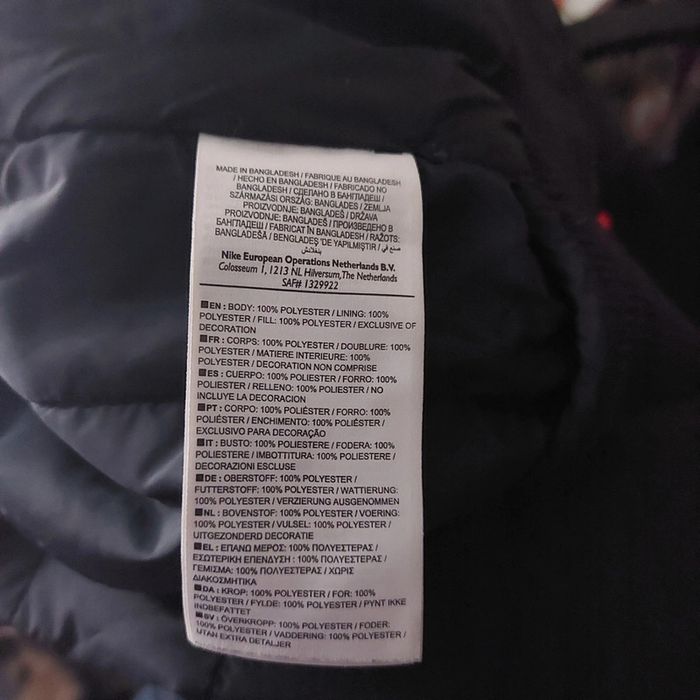 MADE IN BANGLADESH / FABRIQUE AU BANGLADESH
/ HECHO EN BANGLADESH / FABRICADO NO
BANGLADESH / СДЕЛАНО В БАНГЛАДЕШ /
SZÁRMAZÁSI ORSZÁG: BANGLADES / ZEMLJA
PROIZVODNJE: BANGLADEŠ / DRŽAVA
PROIZVODNJE: BANGLADEŠ / ПРОИЗВЕДЕНО В
БАНГЛАДЕШ / FABRICAT ÎN BANGLADESH / RAŽOTS:
BANGLADEŠĀ / BENGLADEŞ 'DE YAPILMIŞTIR / صنع في
بنغلادش
Nike European Operations Netherlands B.V.
Colosseum 1, 1213 NL Hilversum, The Netherlands
SAF# 1329922
EN : BODY: 100% POLYESTER / LINING: 100%
POLYESTER / FILL: 100% POLYESTER / EXCLUSIVE OF
DECORATION
FR : CORPS: 100% POLYESTER / DOUBLURE: 100%
POLYESTER / MATIERE INTERIEURE: 100%
POLYESTER / DECORATION NON COMPRISE
ES : CUERPO: 100% POLIESTER / FORRO: 100%
POLIESTER / RELLENO: 100% POLIESTER / NO
INCLUYE LA DECORACION
PT : CORPO: 100% POLIÉSTER / FORRO: 100%
POLIÉSTER / ENCHIMENTO: 100% POLIÉSTER /
EXCLUSIVO PARA DECORAÇÃO
IT : BUSTO: 100% POLIESTERE / FODERA: 100%
POLIESTERE / IMBOTTITURA: 100% POLIESTERE /
DECORAZIONI ESCLUSE
DE : OBERSTOFF: 100% POLYESTER /
FUTTERSTOFF: 100% POLYESTER / WATTIERUNG:
100% POLYESTER / VERZIERUNG AUSGENOMMEN
NL : BOVENSTOF: 100% POLYESTER / VOERING:
100% POLYESTER / VULSEL: 100% POLYESTER /
UITGEZONDERD DECORATIE
EL : ΕΠΑΝΩ ΜΕΡΟΣ: 100% ΠΟΛΥΕΣΤΕΡΑΣ /
ΕΣΩΤΕΡΙΚΗ ΕΠΕΝΔΥΣΗ : 100% ΠΟΛΥΕΣΤΕΡΑΣ /
ΓΕΜΙΣΜΑ: 100% ΠΟΛΥΕΣΤΕΡΑΣ / ΧΩΡΙΣ
ΔΙΑΚΟΣΜΗΤΙΚΑ
DA : KROP: 100% POLYESTER / FOR: 100%
POLYESTER / FYLDE: 100% POLYESTER / PYNT IKKE
INDBEFATTET
SV : ÖVERKROPP: 100% POLYESTER / FODER:
100% POLYESTER / VADDERING: 100% POLYESTER /
UTAN EXTRA DETALJER